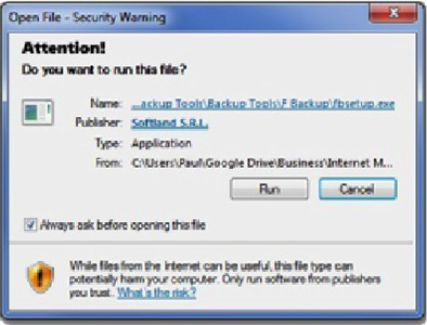 Open File - Security Warning
Attention!
Do you want to run this file?
Name: ...ackup Tools\Backup Tools\F Backup\fbsetup.exe
Publisher: Softland S.R.L.
Type: Application
From: C:\Users\Paul\Google Drive\Business\Internet M...
Run Cancel
Always ask before opening this file
While files from the Internet can be useful, this file type can
potentially harm your computer. Only run software from publishers
you trust. What's the risk?